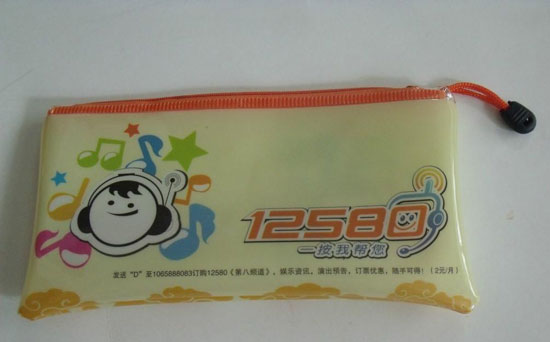 12580
一按我帮您
发送“D”至1065888083订购12580《第八频道》，娱乐资讯，演出预告，订票优惠，随手可得！（2元/月）